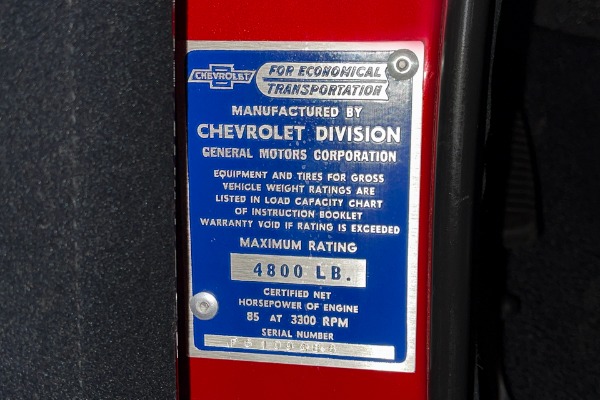 CHEVROLET
FOR ECONOMICAL
TRANSPORTATION
MANUFACTURED BY
CHEVROLET DIVISION
GENERAL MOTORS CORPORATION
EQUIPMENT AND TIRES FOR GROSS
VEHICLE WEIGHT RATINGS ARE
LISTED IN LOAD CAPACITY CHART
OF INSTRUCTION BOOKLET
WARRANTY VOID IF RATING IS EXCEEDED
MAXIMUM RATING
4800 LB.
CERTIFIED NET
HORSEPOWER OF ENGINE
85 AT 3300 RPM
SERIAL NUMBER